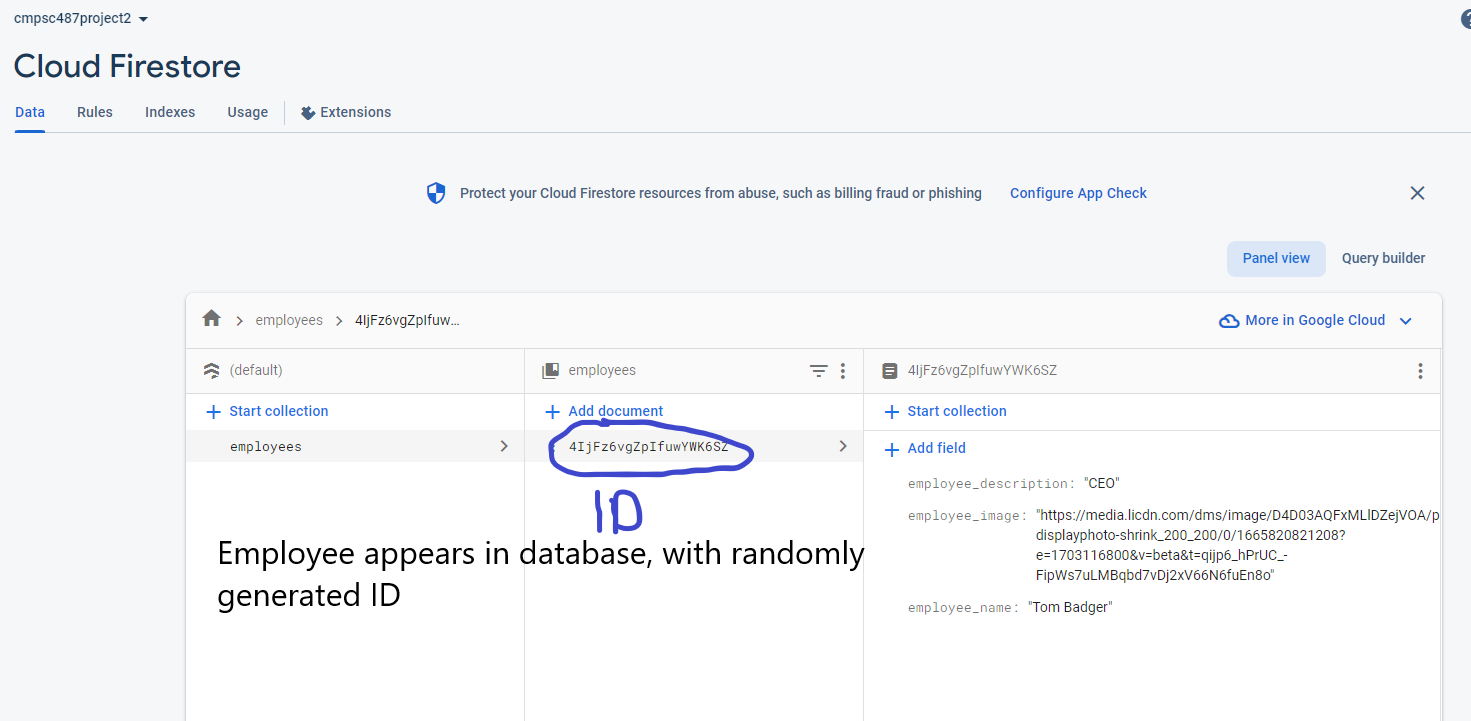 cmpsc487project2
Cloud Firestore
Data Rules Indexes Usage Extensions
Protect your Cloud Firestore resources from abuse, such as billing fraud or phishing Configure App Check
Panel view Query builder
employees 4IjFz6vgZpIfuw... More in Google Cloud
(default) employees 4IjFz6vgZpIfuwYWK6SZ
Start collection Add document Start collection
employees 4IjFz6vgZpIfuwYWK6SZ Add field
employee_description: "CEO"
employee_image: "https://media.licdn.com/dms/image/D4D03AQFxMLlDZejVOA/p
displayphoto-shrink_200_200/0/1665820821208?
e=1703116800&v=beta&t=qijp6_hPrUC_-
FipWs7uLMBqbd7vDj2xV66N6fuEn8o"
employee_name: "Tom Badger"
ID
Employee appears in database, with randomly
generated ID